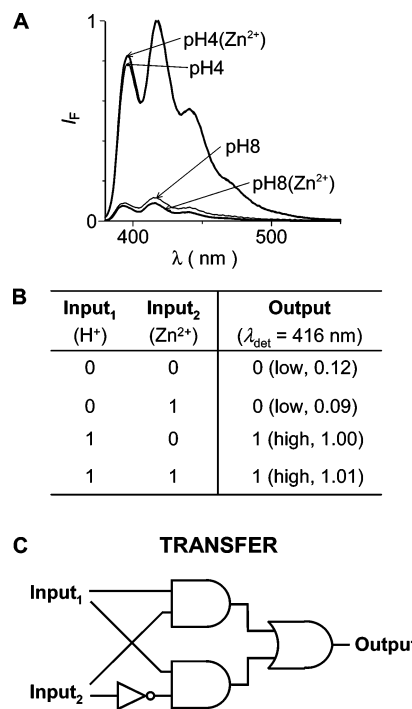 A
1
pH4(Zn²⁺)
pH4
I_F
pH8
pH8(Zn²⁺)
0
400 500
λ ( nm )
B
Input₁ Input₂ Output
(H⁺) (Zn²⁺) (λdet = 416 nm)
0 0 0 (low, 0.12)
0 1 0 (low, 0.09)
1 0 1 (high, 1.00)
1 1 1 (high, 1.01)
C TRANSFER
Input₁
Output
Input₂